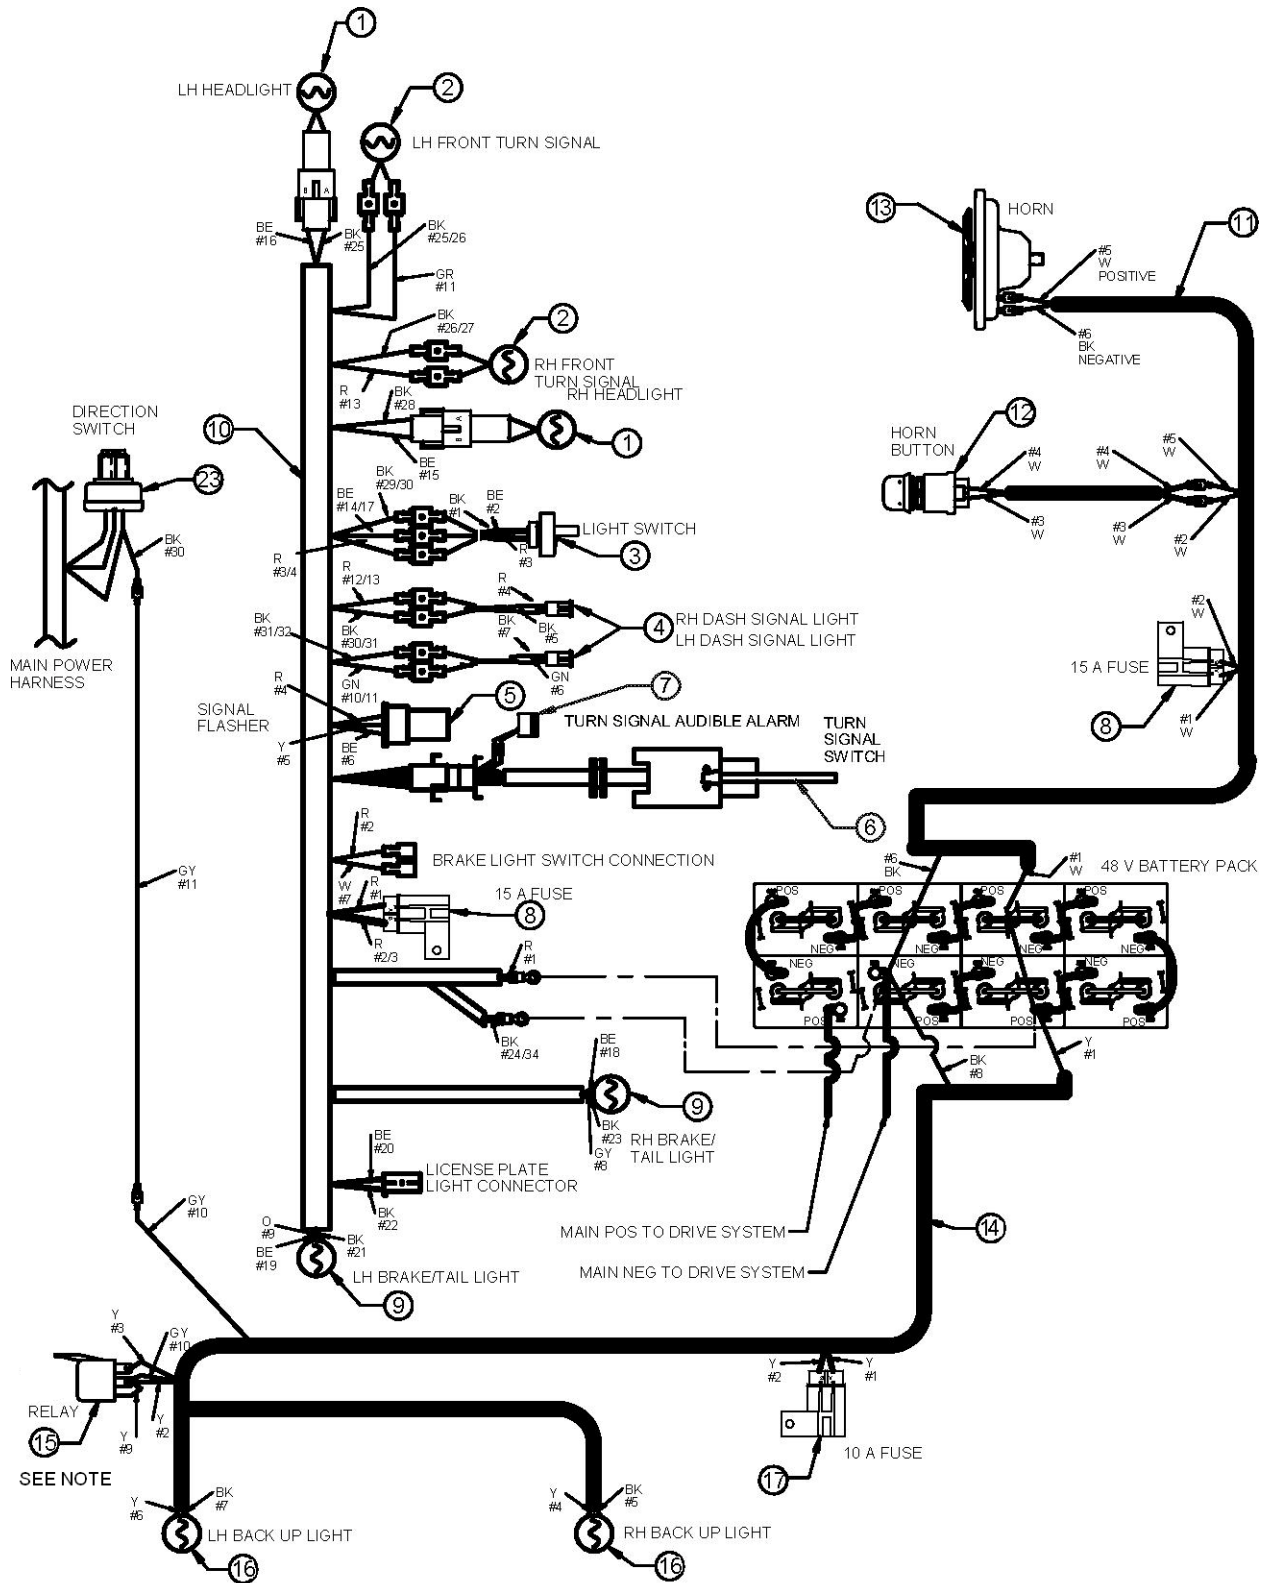 1
LH HEADLIGHT
2
LH FRONT TURN SIGNAL
B A
BE
#16
BK
#25
BK
#25/26
GR
#11
BK
#26/27
2
RH FRONT
TURN SIGNAL
R
#13
RH HEADLIGHT
BK
#28
A
B
1
BE
#15
10
DIRECTION
SWITCH
23
BK
#30
MAIN POWER
HARNESS
BK
#29/30
BE
#14/17
R
#3/4
BK
#1
BE
#2
R
#3
LIGHT SWITCH
3
R
#12/13
BK
#30/31
R
#4
BK
#5
4
RH DASH SIGNAL LIGHT
LH DASH SIGNAL LIGHT
BK
#31/32
GN
#10/11
BK
#7
GN
#6
R
#4
SIGNAL
FLASHER
Y
#5
BE
#6
5
7
TURN SIGNAL AUDIBLE ALARM
TURN
SIGNAL
SWITCH
6
R
#2
BRAKE LIGHT SWITCH CONNECTION
W
#7
R
#1
15 A FUSE
8
R
#2/3
R
#1
BK
#24/34
BE
#18
9
BK
#23
GY
#8
RH BRAKE/
TAIL LIGHT
BE
#20
LICENSE PLATE
LIGHT CONNECTOR
BK
#22
O
#9
BE
#19
BK
#21
LH BRAKE/TAIL LIGHT
9
13
HORN
#5
W
POSITIVE
11
#6
BK
NEGATIVE
HORN
BUTTON
12
#4
W
#3
W
#4
W
#5
W
#3
W
#2
W
#2
W
15 A FUSE
8
#1
W
#6
BK
#1
W
48 V BATTERY PACK
POS
POS
POS
POS
NEG
NEG
NEG
NEG
NEG
NEG
NEG
NEG
POS
POS
POS
POS
Y
#1
BK
#8
MAIN POS TO DRIVE SYSTEM
MAIN NEG TO DRIVE SYSTEM
14
GY
#11
GY
#10
Y
#3
GY
#10
RELAY
15
Y
#9
Y
#2
SEE NOTE
Y
#2
Y
#1
10 A FUSE
17
Y
#6
BK
#7
LH BACK UP LIGHT
16
Y
#4
BK
#5
RH BACK UP LIGHT
16